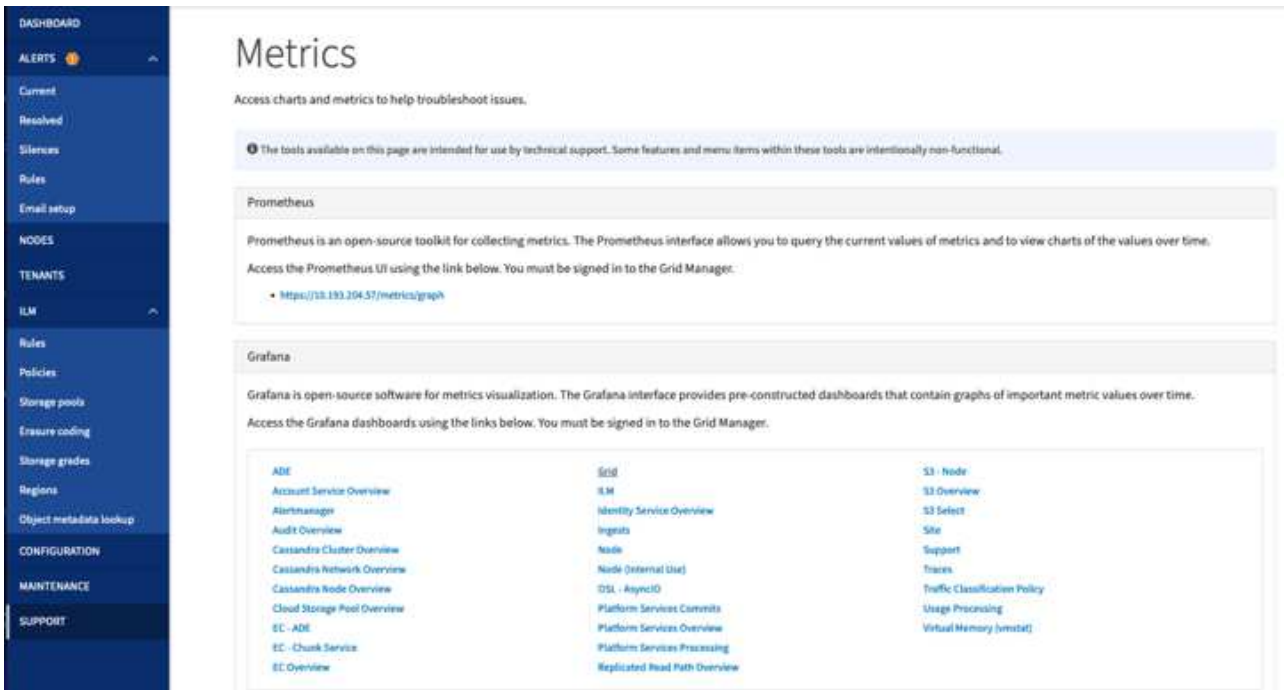 DASHBOARD
ALERTS
Current
Resolved
Silences
Rules
Email setup
NODES
TENANTS
ILM
Rules
Policies
Storage pools
Erasure coding
Storage grades
Regions
Object metadata lookup
CONFIGURATION
MAINTENANCE
SUPPORT
Metrics
Access charts and metrics to help troubleshoot issues.
The tools available on this page are intended for use by technical support. Some features and menu items within these tools are intentionally non-functional.
Prometheus
Prometheus is an open-source toolkit for collecting metrics. The Prometheus interface allows you to query the current values of metrics and to view charts of the values over time.
Access the Prometheus UI using the link below. You must be signed in to the Grid Manager.
• https://10.193.204.57/metrics/graph
Grafana
Grafana is open-source software for metrics visualization. The Grafana interface provides pre-constructed dashboards that contain graphs of important metric values over time.
Access the Grafana dashboards using the links below. You must be signed in to the Grid Manager.
ADE
Account Service Overview
Alertmanager
Audit Overview
Cassandra Cluster Overview
Cassandra Network Overview
Cassandra Node Overview
Cloud Storage Pool Overview
EC - ADE
EC - Chunk Service
EC Overview
Grid
ILM
Identity Service Overview
Ingests
Node
Node (Internal Use)
OSL - AsyncIO
Platform Services Commits
Platform Services Overview
Platform Services Processing
Replicated Read Path Overview
S3 - Node
S3 Overview
S3 Select
Site
Support
Traces
Traffic Classification Policy
Usage Processing
Virtual Memory (vmstat)